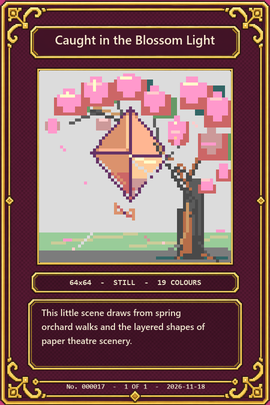 Caught in the Blossom Light
64x64 - STILL - 19 COLOURS
This little scene draws from spring
orchard walks and the layered shapes of
paper theatre scenery.
No. 000017 - 1 OF 1 - 2026-11-18